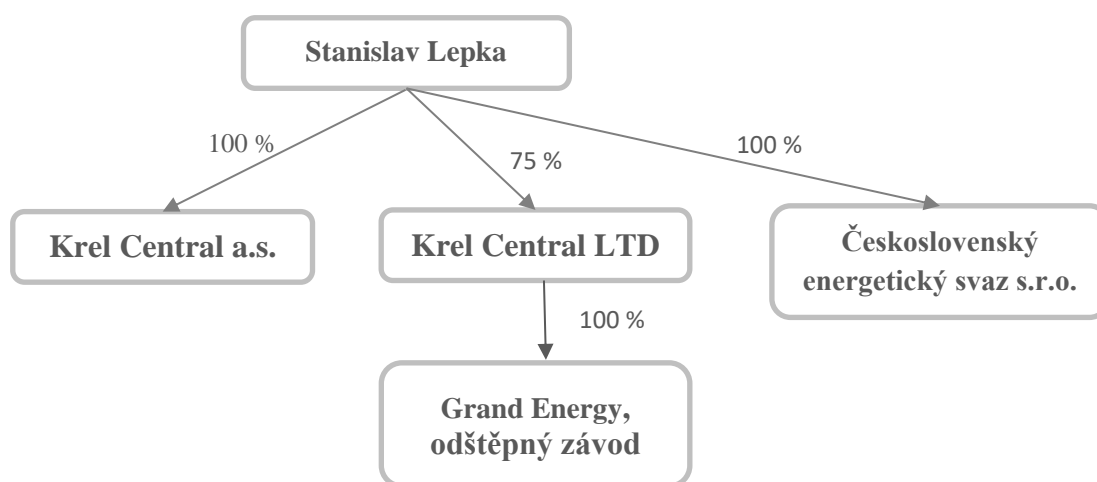 Stanislav Lepka
100 %
75 %
100 %
Krel Central a.s.
Krel Central LTD
Československý
energetický svaz s.r.o.
100 %
Grand Energy,
odštěpný závod